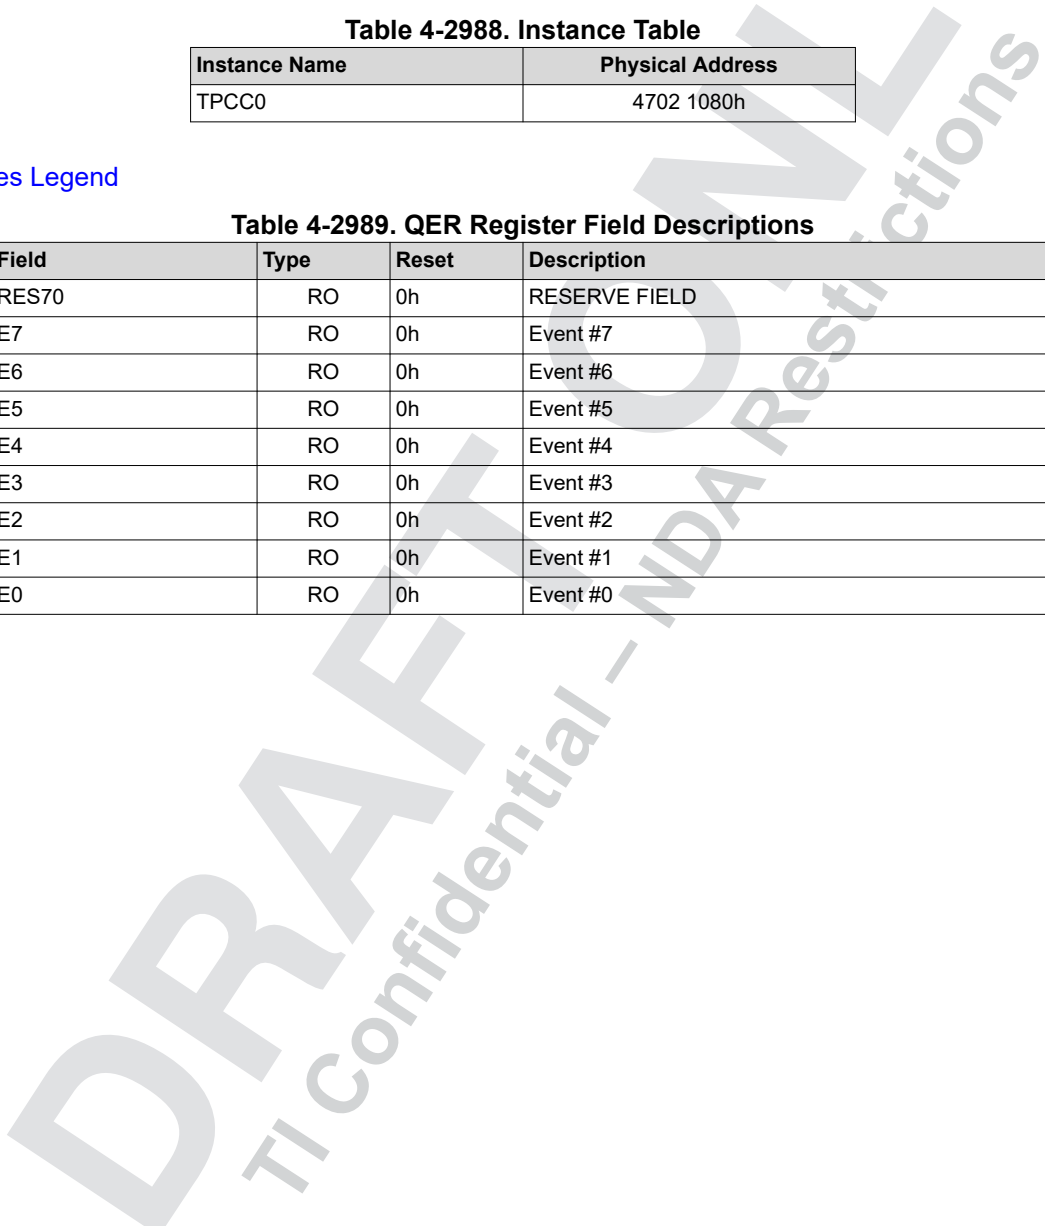 Table 4-2988. Instance Table
Instance Name Physical Address
TPCC0 4702 1080h
es Legend
Table 4-2989. QER Register Field Descriptions
Field Type Reset Description
RES70 RO 0h RESERVE FIELD
E7 RO 0h Event #7
E6 RO 0h Event #6
E5 RO 0h Event #5
E4 RO 0h Event #4
E3 RO 0h Event #3
E2 RO 0h Event #2
E1 RO 0h Event #1
E0 RO 0h Event #0
DRAFT ONL
TI Confidential – NDA Restictions